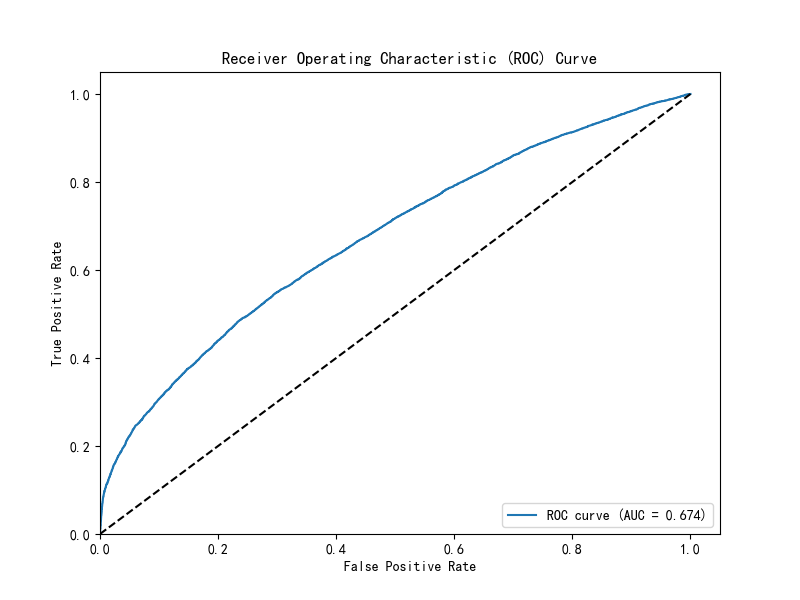 Receiver Operating Characteristic (ROC) Curve
1.0
0.8
0.6
0.4
0.2
0.0
True Positive Rate
ROC curve (AUC = 0.674)
0.0 0.2 0.4 0.6 0.8 1.0
False Positive Rate